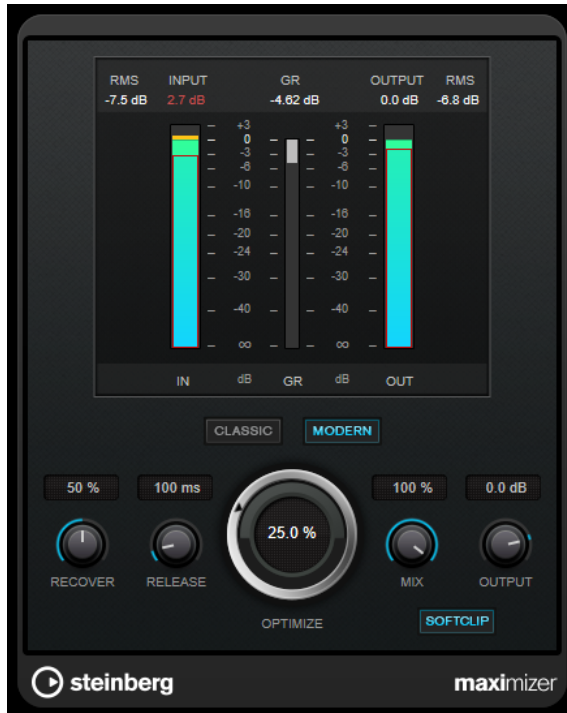 RMS INPUT GR OUTPUT RMS
-7.5 dB 2.7 dB -4.62 dB 0.0 dB -6.8 dB
+3 +3
0 0
-3 -3
-6 -6
-10 -10
-16 -16
-20 -20
-24 -24
-30 -30
-40 -40
∞ ∞
IN dB GR dB OUT
CLASSIC MODERN
50 % 100 ms 100 % 0.0 dB
25.0 %
RECOVER RELEASE MIX OUTPUT
OPTIMIZE SOFTCLIP
steinberg maximizer